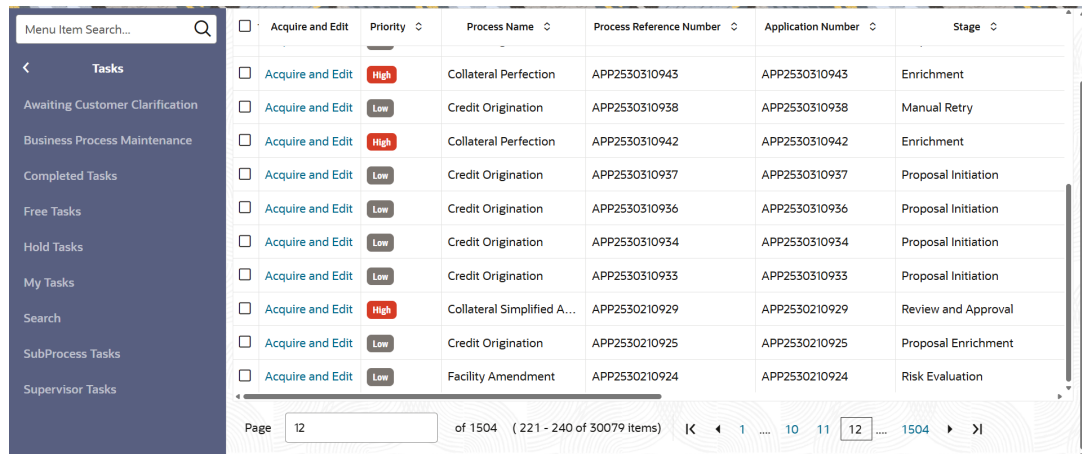 Menu Item Search...
Tasks
Awaiting Customer Clarification
Business Process Maintenance
Completed Tasks
Free Tasks
Hold Tasks
My Tasks
Search
SubProcess Tasks
Supervisor Tasks
Acquire and Edit Priority Process Name Process Reference Number Application Number Stage
Acquire and Edit High Collateral Perfection APP2530310943 APP2530310943 Enrichment
Acquire and Edit Low Credit Origination APP2530310938 APP2530310938 Manual Retry
Acquire and Edit High Collateral Perfection APP2530310942 APP2530310942 Enrichment
Acquire and Edit Low Credit Origination APP2530310937 APP2530310937 Proposal Initiation
Acquire and Edit Low Credit Origination APP2530310936 APP2530310936 Proposal Initiation
Acquire and Edit Low Credit Origination APP2530310934 APP2530310934 Proposal Initiation
Acquire and Edit Low Credit Origination APP2530310933 APP2530310933 Proposal Initiation
Acquire and Edit High Collateral Simplified A... APP2530210929 APP2530210929 Review and Approval
Acquire and Edit Low Credit Origination APP2530210925 APP2530210925 Proposal Enrichment
Acquire and Edit Low Facility Amendment APP2530210924 APP2530210924 Risk Evaluation
Page 12 of 1504 (221 - 240 of 30079 items) 1 .... 10 11 12 .... 1504